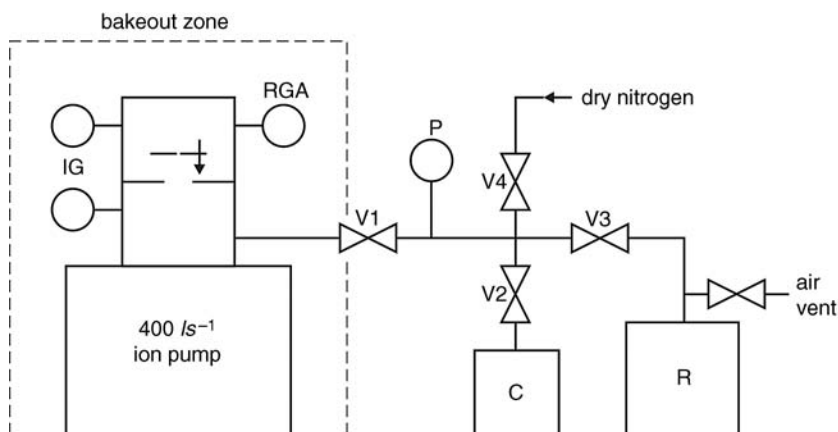 bakeout zone
RGA
IG
P
dry nitrogen
V4
V1
V3
V2
air
vent
400 ls⁻¹
ion pump
C
R